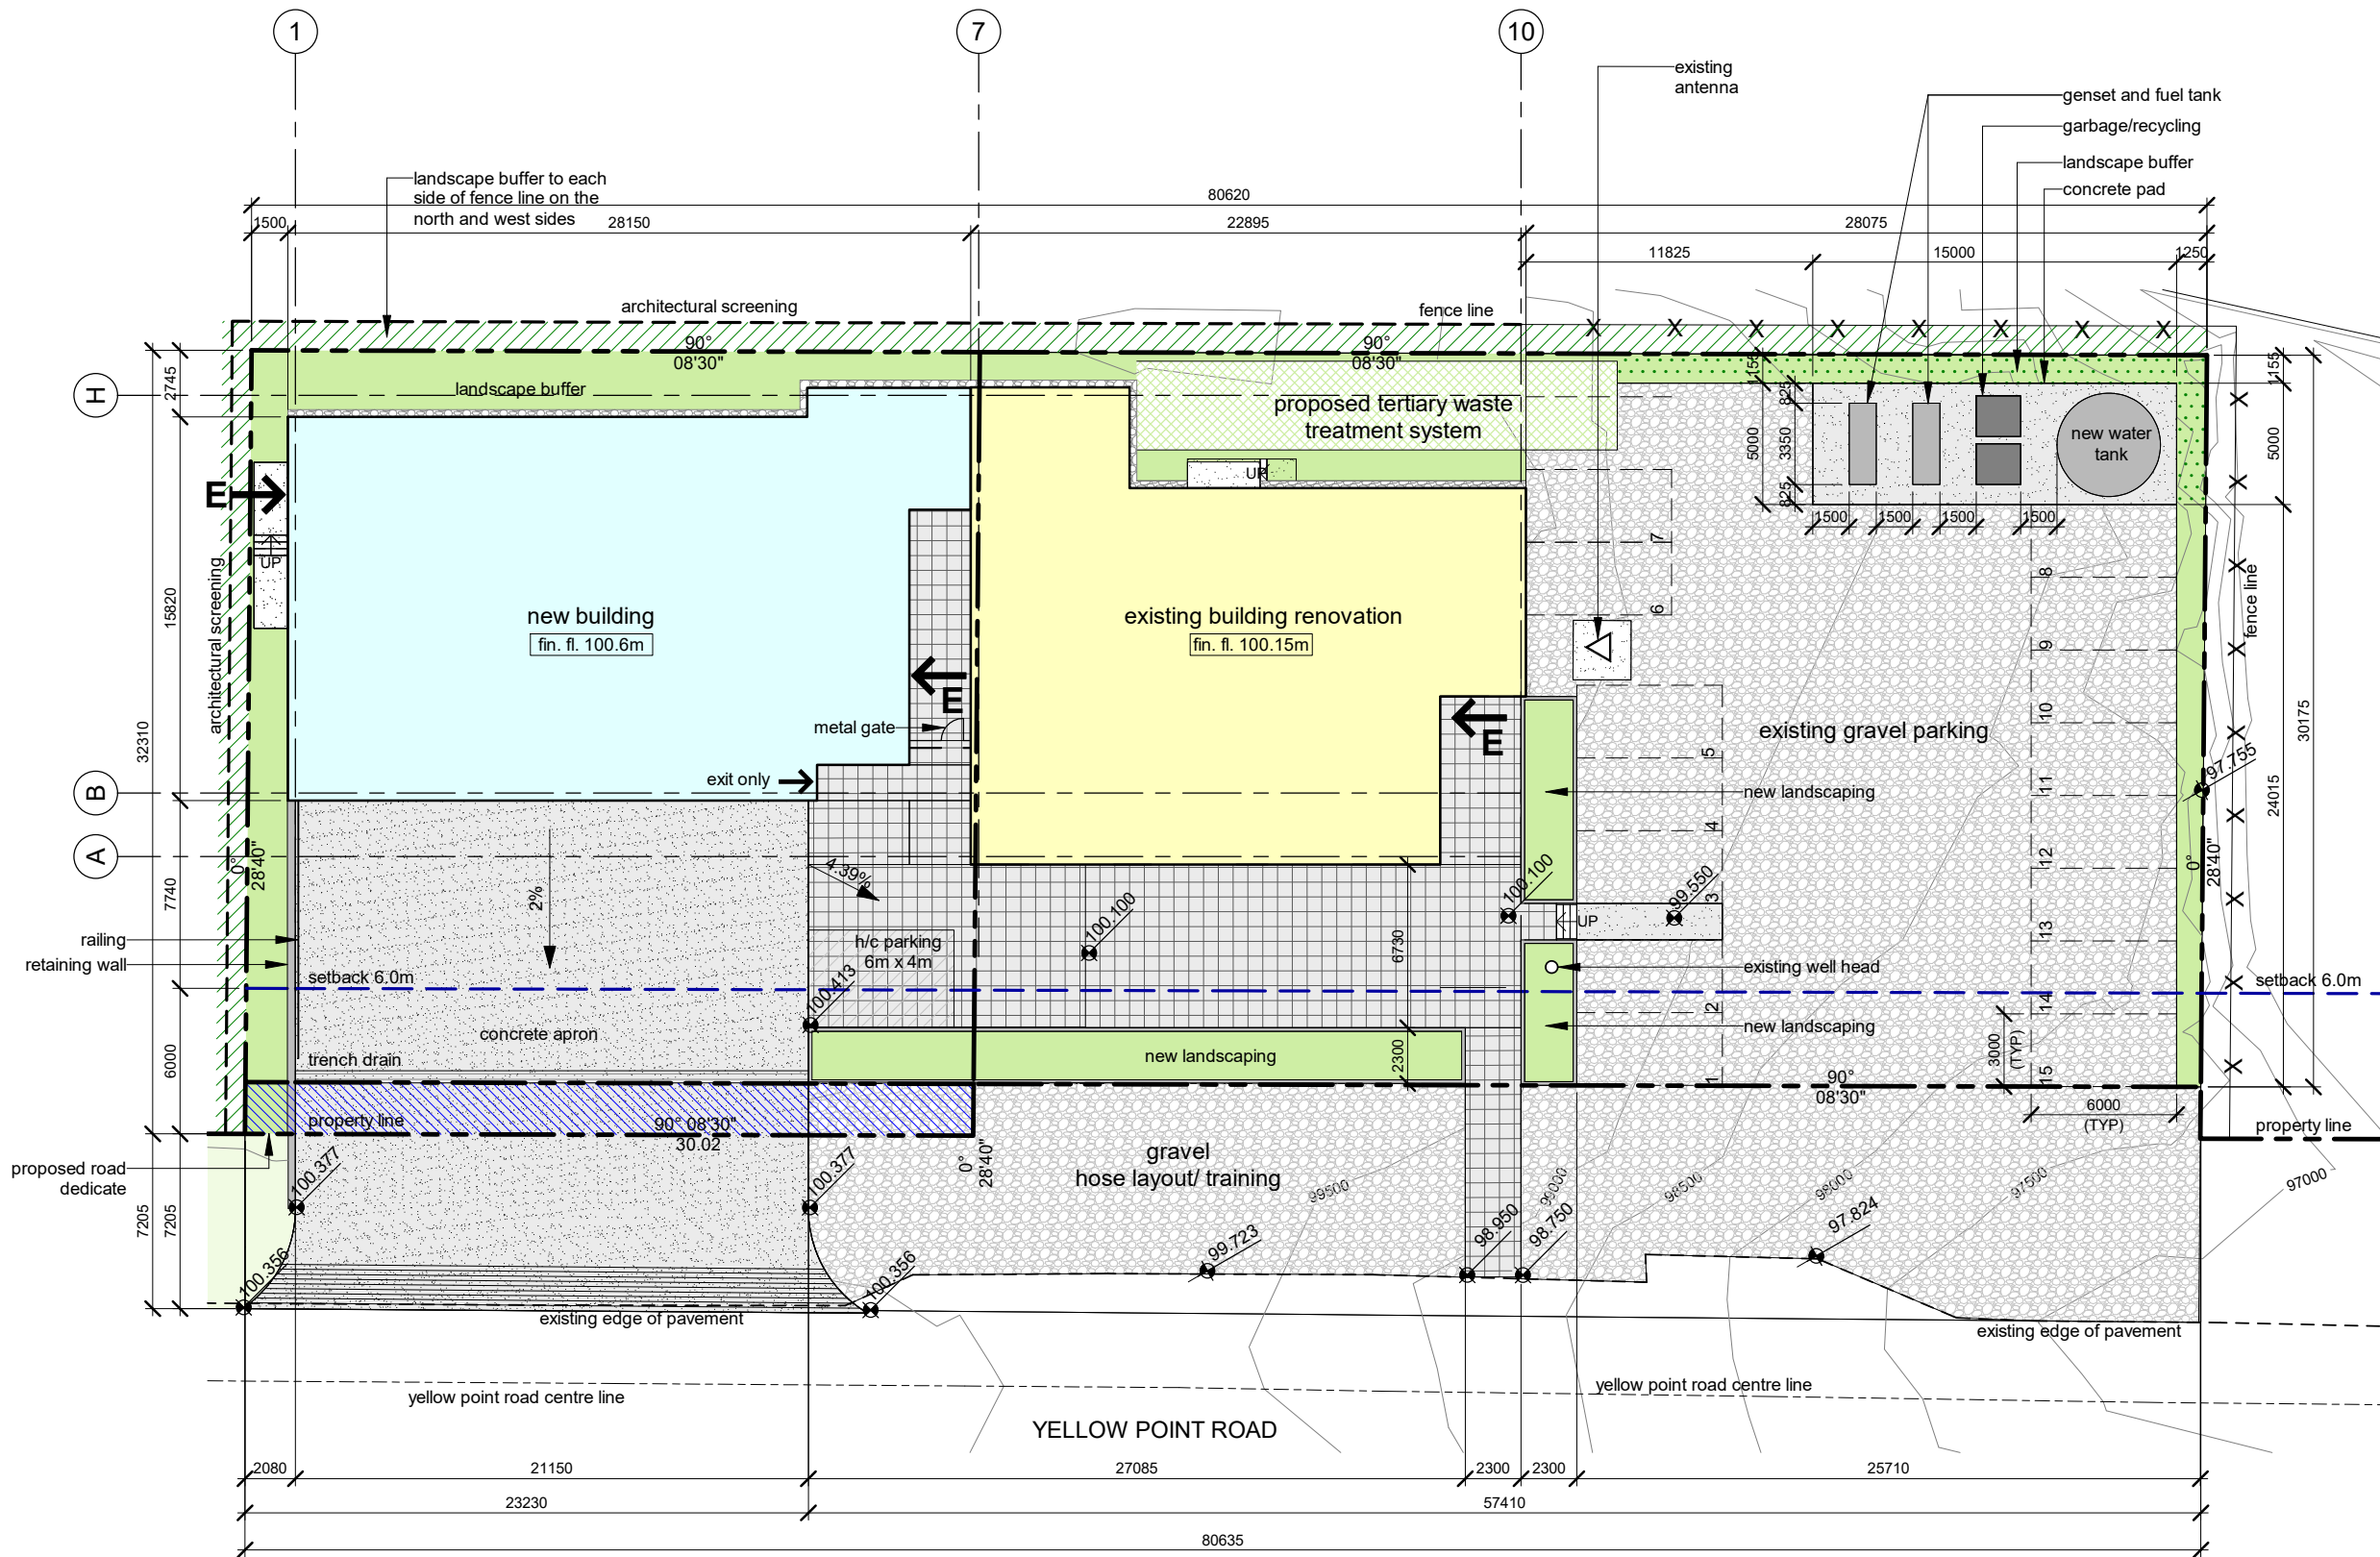 1
7
10
existing
antenna
genset and fuel tank
garbage/recycling
landscape buffer
concrete pad
landscape buffer to each
side of fence line on the
north and west sides
80620
1500
28150
22895
28075
11825
15000
1250
architectural screening
fence line
90°
08'30"
90°
08'30"
H
2745
landscape buffer
proposed tertiary waste
treatment system
1155
825
5000
3350
825
new water
tank
1155
5000
UP
E
UP
1500
1500
1500
1500
architectural screening
15820
32310
new building
fin. fl. 100.6m
existing building renovation
fin. fl. 100.15m
7
6
8
9
10
11
12
13
14
15
fence line
E
metal gate
E
5
4
3
2
1
existing gravel parking
30175
24015
97.755
exit only
B
new landscaping
A
0°
28'40"
4.39%
2%
7740
100.100
100.100
99.550
0°
28'40"
railing
retaining wall
h/c parking
6m x 4m
6730
UP
existing well head
setback 6.0m
setback 6.0m
100.413
concrete apron
new landscaping
new landscaping
trench drain
6000
2300
3000
(TYP)
90°
08'30"
6000
(TYP)
property line
90° 08'30"
30.02
property line
proposed road
dedicate
100.377
100.377
0°
28'40"
gravel
hose layout/ training
99500
99000
98500
98000
97500
97000
7205
7205
100.356
100.356
99.723
98.950
98.750
97.824
existing edge of pavement
existing edge of pavement
yellow point road centre line
yellow point road centre line
YELLOW POINT ROAD
2080
21150
27085
2300
2300
25710
23230
57410
80635